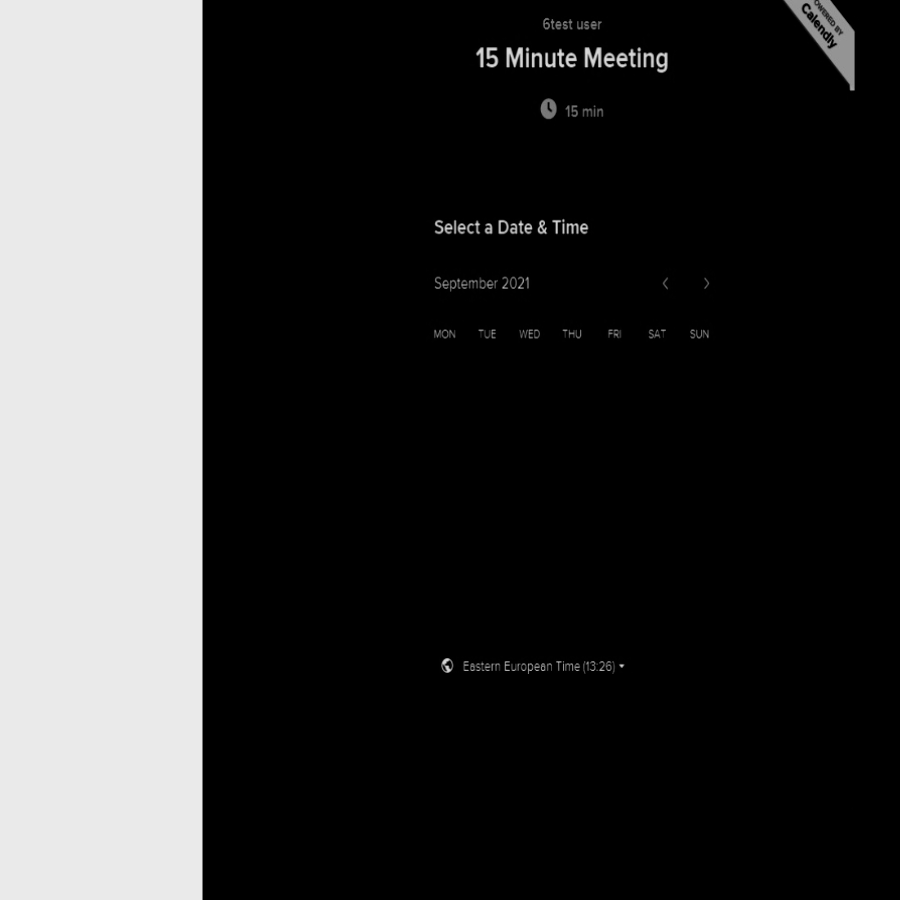 6test user
POWERED BY
Calendly
15 Minute Meeting
15 min
Select a Date & Time
September 2021
MON TUE WED THU FRI SAT SUN
Eastern European Time (13:26)